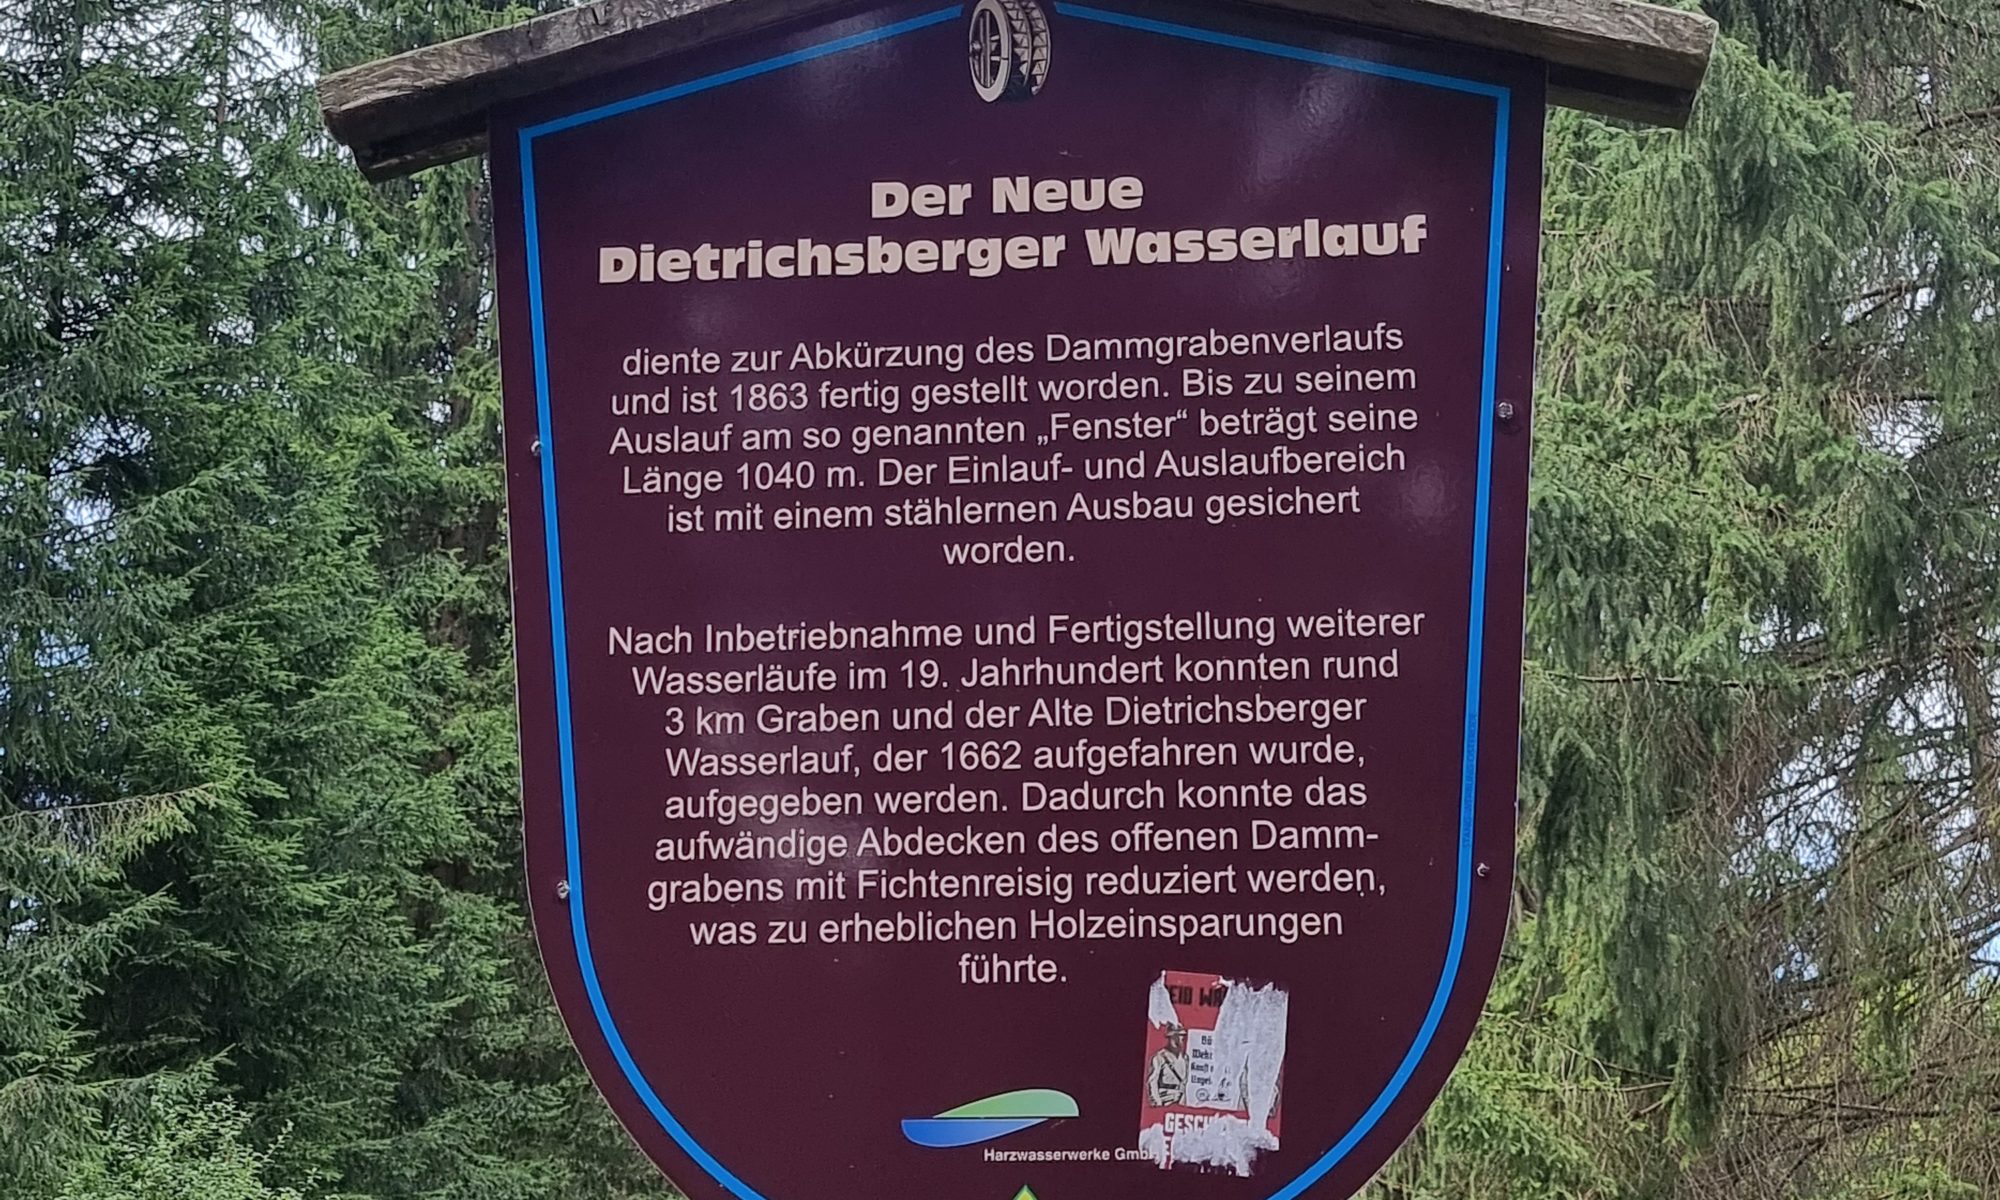 Der Neue
Dietrichsberger Wasserlauf
diente zur Abkürzung des Dammgrabenverlaufs
und ist 1863 fertig gestellt worden. Bis zu seinem
Auslauf am so genannten „Fenster“ beträgt seine
Länge 1040 m. Der Einlauf- und Auslaufbereich
ist mit einem stählernen Ausbau gesichert
worden.
Nach Inbetriebnahme und Fertigstellung weiterer
Wasserläufe im 19. Jahrhundert konnten rund
3 km Graben und der Alte Dietrichsberger
Wasserlauf, der 1662 aufgefahren wurde,
aufgegeben werden. Dadurch konnte das
aufwändige Abdecken des offenen Damm-
grabens mit Fichtenreisig reduziert werden,
was zu erheblichen Holzeinsparungen
führte.
Harzwasserwerke